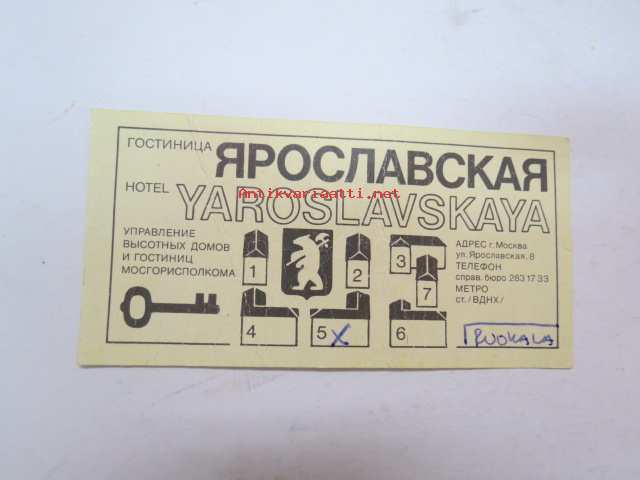 ГОСТИНИЦА ЯРОСЛАВСКАЯ
HOTEL YAROSLAVSKAYA
Antikvariaatti.net
УПРАВЛЕНИЕ
ВЫСОТНЫХ ДОМОВ
И ГОСТИНИЦ
МОСГОРИСПОЛКОМА
1
2
3
7
4
5 X
6
АДРЕС г. Москва
ул. Ярославская, 8
ТЕЛЕФОН
справ. бюро 283 17 33
МЕТРО
ст. /ВДНХ/
RUOKALA